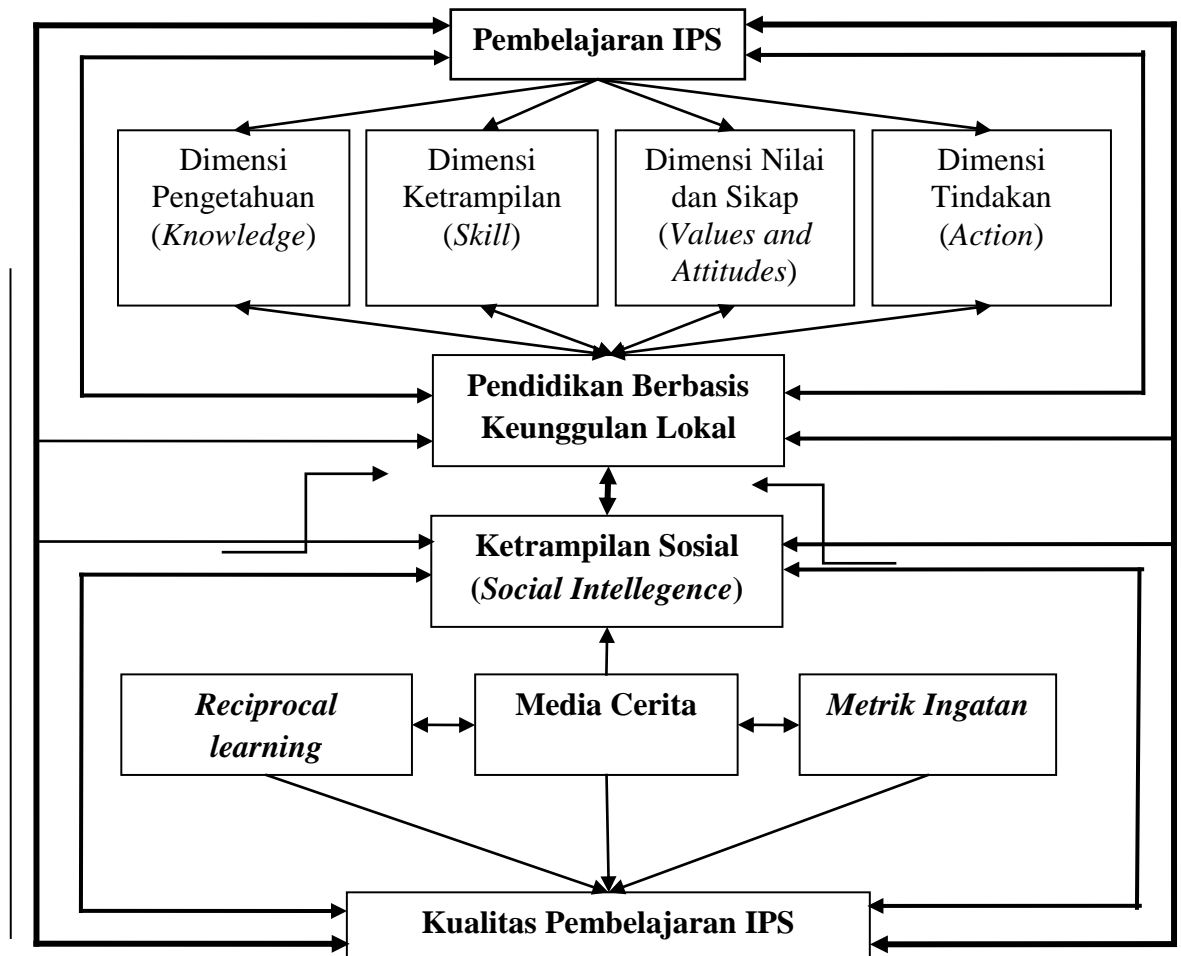 Pembelajaran IPS
Dimensi
Pengetahuan
(Knowledge)
Dimensi
Ketrampilan
(Skill)
Dimensi Nilai
dan Sikap
(Values and
Attitudes)
Dimensi
Tindakan
(Action)
Pendidikan Berbasis
Keunggulan Lokal
Ketrampilan Sosial
(Social Intellegence)
Reciprocal
learning
Media Cerita
Metrik Ingatan
Kualitas Pembelajaran IPS